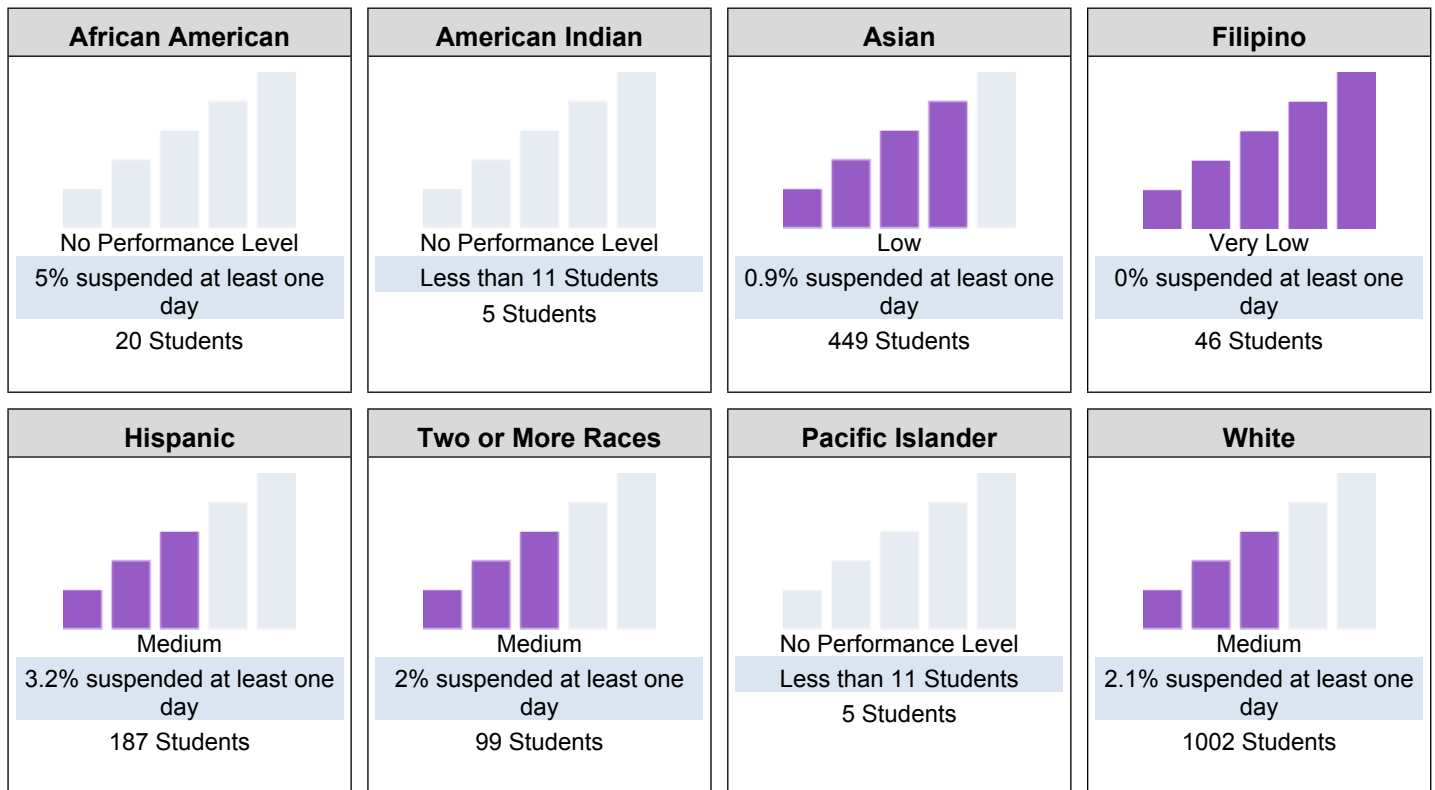 African American
No Performance Level
5% suspended at least one
day
20 Students
American Indian
No Performance Level
Less than 11 Students
5 Students
Asian
Low
0.9% suspended at least one
day
449 Students
Filipino
Very Low
0% suspended at least one
day
46 Students
Hispanic
Medium
3.2% suspended at least one
day
187 Students
Two or More Races
Medium
2% suspended at least one
day
99 Students
Pacific Islander
No Performance Level
Less than 11 Students
5 Students
White
Medium
2.1% suspended at least one
day
1002 Students